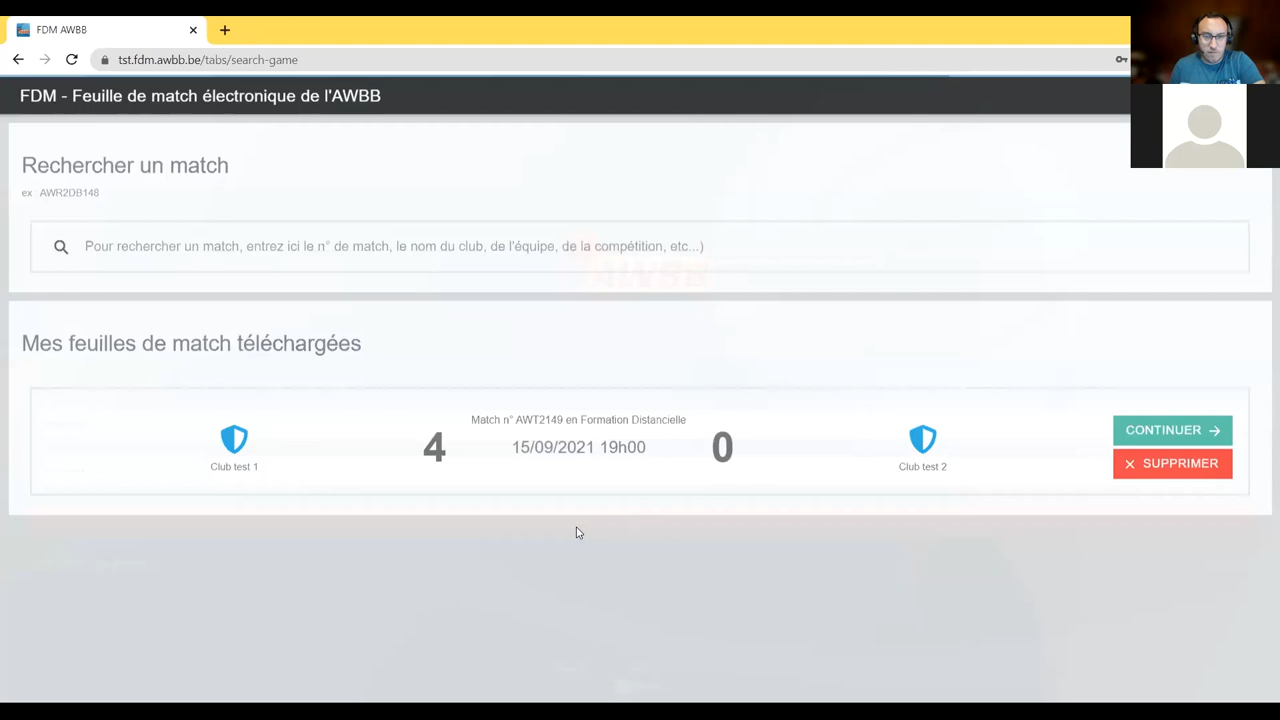 FDM AWBB
tst.fdm.awbb.be/tabs/search-game
FDM - Feuille de match électronique de l'AWBB
Rechercher un match
ex AWR2DB148
Pour rechercher un match, entrez ici le n° de match, le nom du club, de l'équipe, de la compétition, etc...)
AWBB
Mes feuilles de match téléchargées
Match n° AWT2149 en Formation Distancielle
4
15/09/2021 19h00
0
Club test 1
Club test 2
CONTINUER
SUPPRIMER